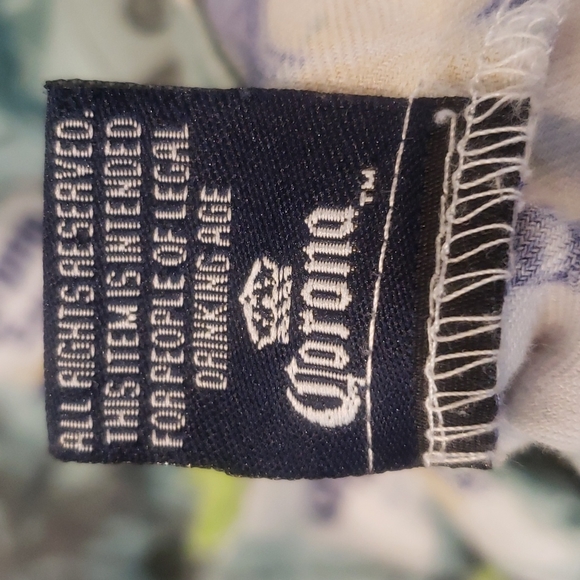 ALL RIGHTS RESERVED.
THIS ITEM IS INTENDED
FOR PEOPLE OF LEGAL
DRINKING AGE
Corona™